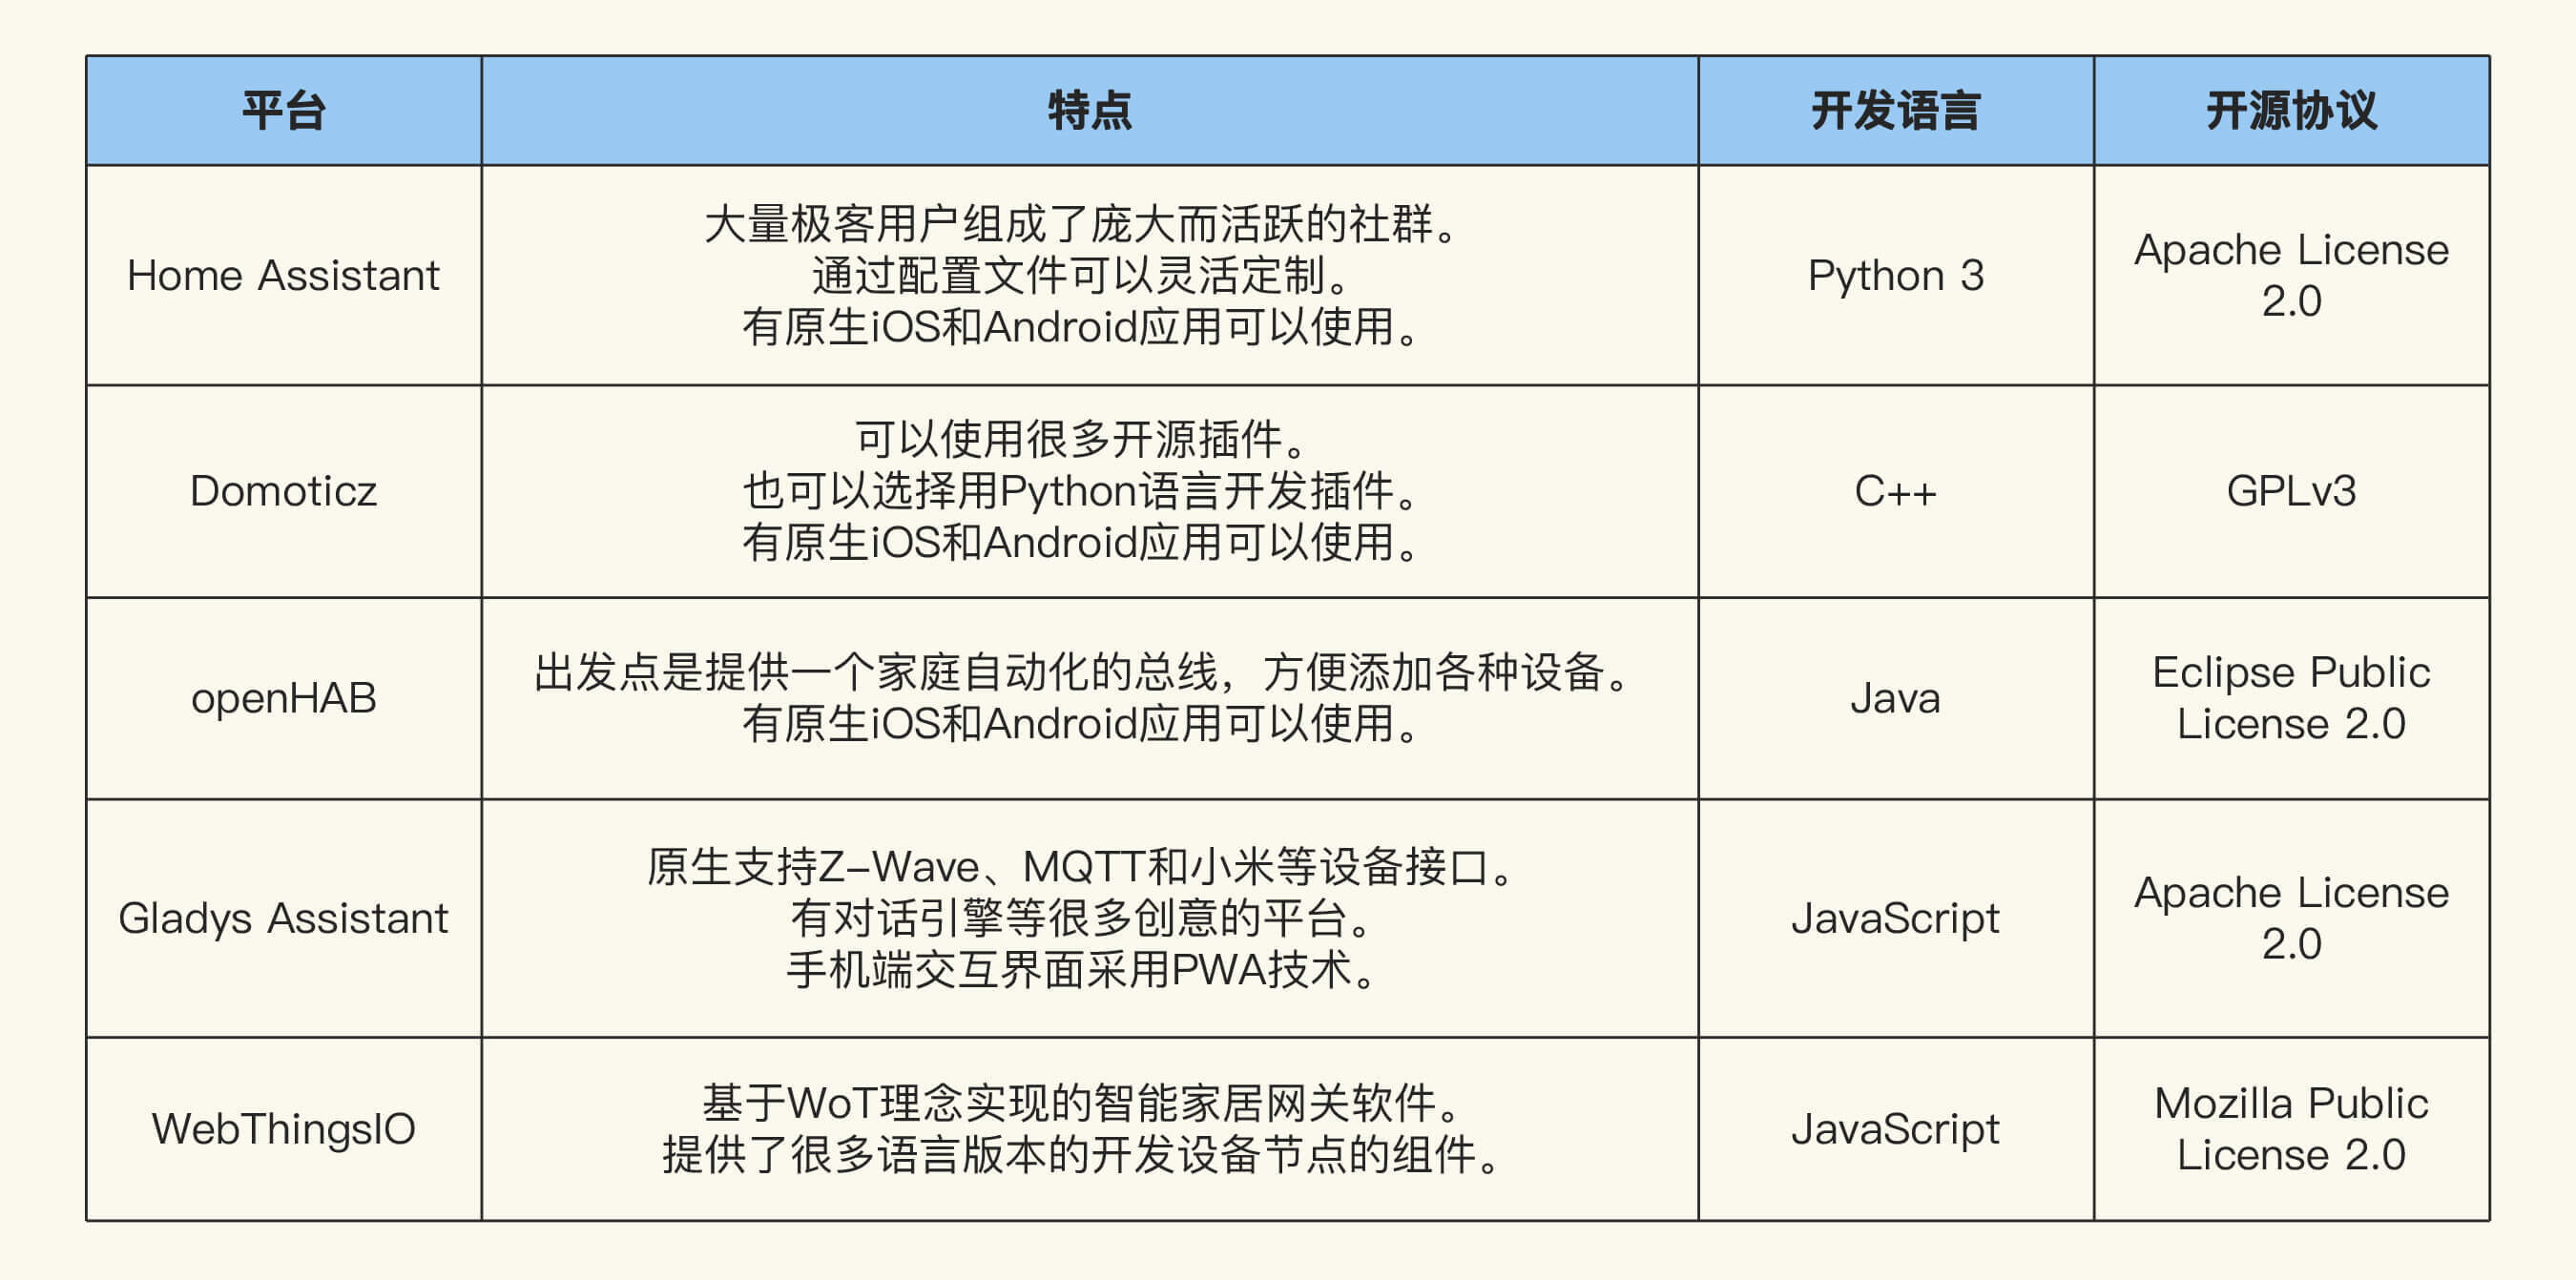 平台
特点
开发语言
开源协议
Home Assistant
大量极客用户组成了庞大而活跃的社群。
通过配置文件可以灵活定制。
有原生iOS和Android应用可以使用。
Python 3
Apache License
2.0
Domoticz
可以使用很多开源插件。
也可以选择用Python语言开发插件。
有原生iOS和Android应用可以使用。
C++
GPLv3
openHAB
出发点是提供一个家庭自动化的总线，方便添加各种设备。
有原生iOS和Android应用可以使用。
Java
Eclipse Public
License 2.0
Gladys Assistant
原生支持Z-Wave、MQTT和小米等设备接口。
有对话引擎等很多创意的平台。
手机端交互界面采用PWA技术。
JavaScript
Apache License
2.0
WebThingsIO
基于WoT理念实现的智能家居网关软件。
提供了很多语言版本的开发设备节点的组件。
JavaScript
Mozilla Public
License 2.0